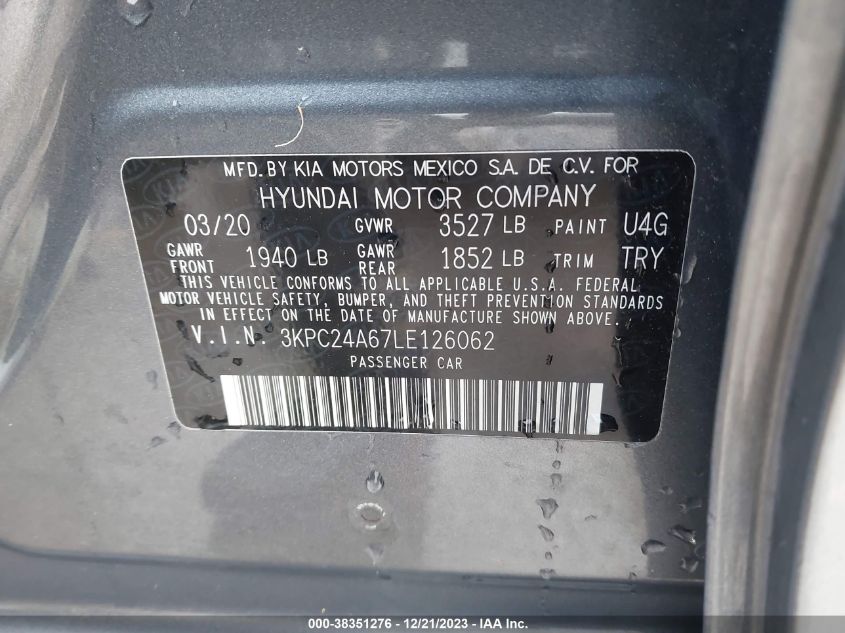 MFD. BY KIA MOTORS MEXICO S.A. DE C.V. FOR
HYUNDAI MOTOR COMPANY
03/20 GVWR 3527 LB PAINT U4G
GAWR FRONT 1940 LB GAWR REAR 1852 LB TRIM TRY
THIS VEHICLE CONFORMS TO ALL APPLICABLE U.S.A. FEDERAL
MOTOR VEHICLE SAFETY, BUMPER, AND THEFT PREVENTION STANDARDS
IN EFFECT ON THE DATE OF MANUFACTURE SHOWN ABOVE.
V.I.N. 3KPC24A67LE126062
PASSENGER CAR
000-38351276 - 12/21/2023 - IAA Inc.